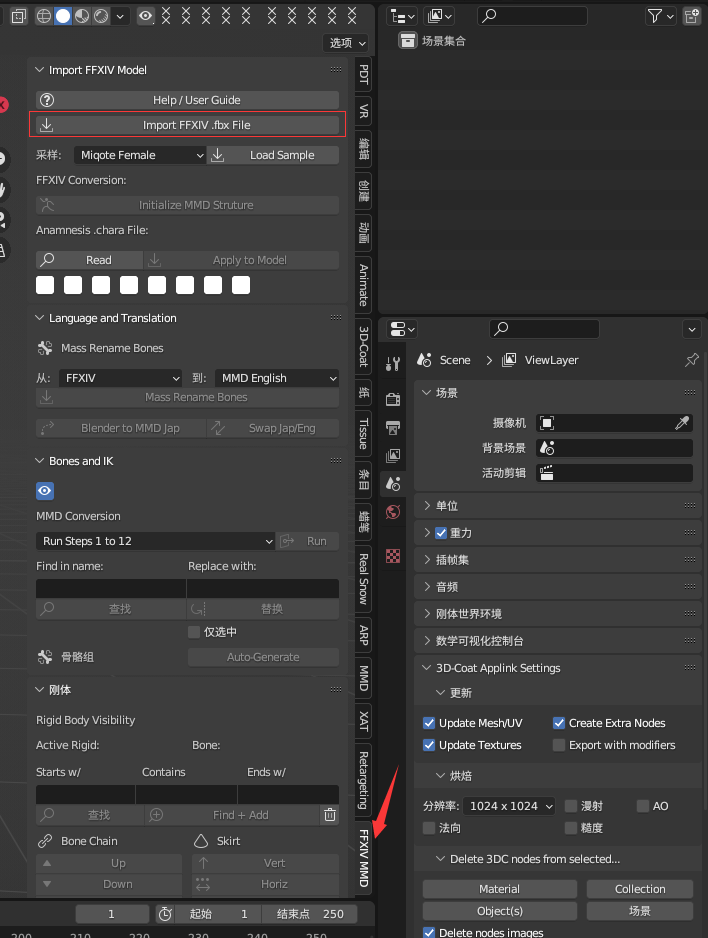 选项
Import FFXIV Model
Help / User Guide
Import FFXIV .fbx File
采样: Miqote Female Load Sample
FFXIV Conversion:
Initialize MMD Struture
Anamnesis .chara File:
Read Apply to Model
Language and Translation
Mass Rename Bones
从: FFXIV 到: MMD English
Mass Rename Bones
Blender to MMD Jap Swap Jap/Eng
Bones and IK
MMD Conversion
Run Steps 1 to 12 Run
Find in name: Replace with:
查找 替换
仅选中
骨骼组 Auto-Generate
刚体
Rigid Body Visibility
Active Rigid: Bone:
Starts w/ Contains Ends w/
查找 Find + Add
Bone Chain Skirt
Up Vert
Down Horiz
PDT
VR
编辑
创建
动画
Animate
3D-Coat
纸
Tissue
条目
蜡笔
Real Snow
ARP
MMD
XAT
Retargeting
FFXIV MMD
1 起始 1 结束点 250
200 210 220 230 240 250
场景集合
Scene ViewLayer
场景
摄像机
背景场景
活动剪辑
单位
重力
插帧集
音频
刚体世界环境
数学可视化控制台
3D-Coat Applink Settings
更新
Update Mesh/UV Create Extra Nodes
Update Textures Export with modifiers
烘焙
分辨率: 1024 x 1024 漫射 AO
法向 糙度
Delete 3DC nodes from selected...
Material Collection
Object(s) 场景
Delete nodes images